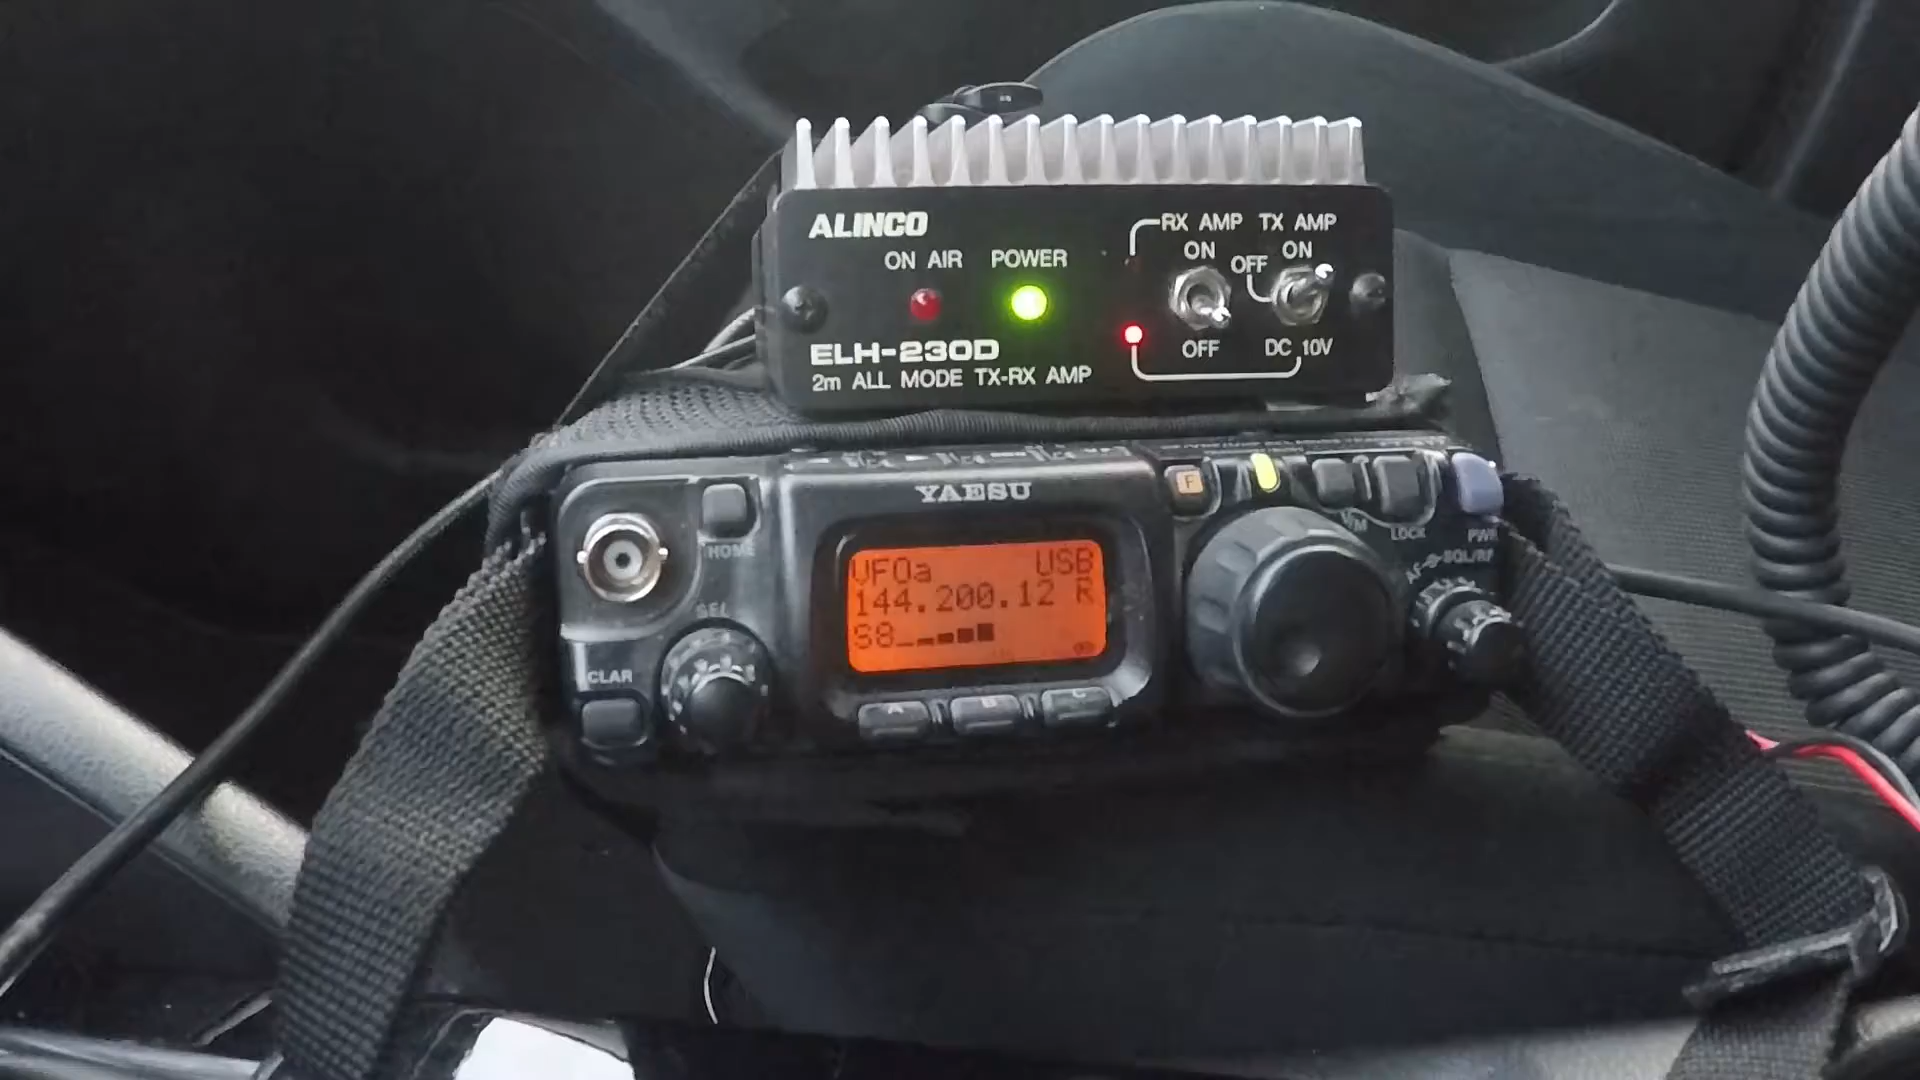 ALINCO
RX AMP TX AMP
ON AIR POWER
ON OFF ON
ELH-230D
OFF DC 10V
2m ALL MODE TX-RX AMP
YAESU
F
HOME
V/M
LOCK
PWR
AF SQL/RF
SEL
CLAR
VFOa USB
144.200.12 R
S8
A B C